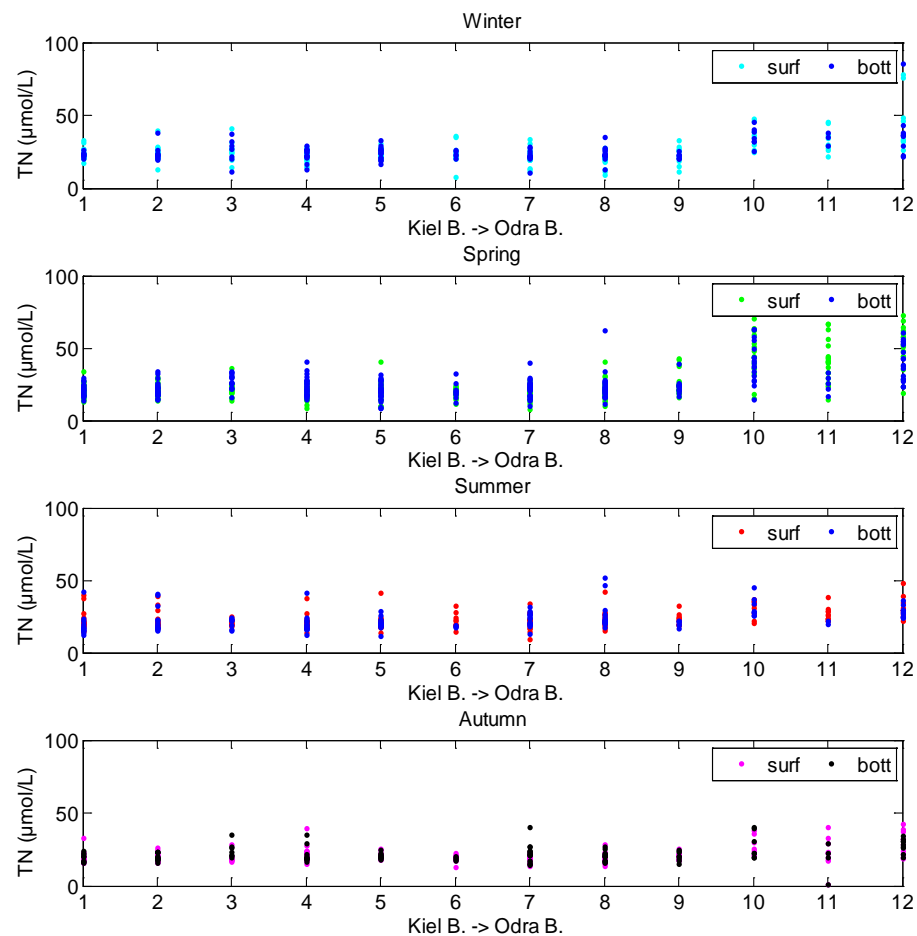 Winter
100
surf bott
50
TN (µmol/L)
0
1 2 3 4 5 6 7 8 9 10 11 12
Kiel B. -> Odra B.
Spring
100
surf bott
50
TN (µmol/L)
0
1 2 3 4 5 6 7 8 9 10 11 12
Kiel B. -> Odra B.
Summer
100
surf bott
50
TN (µmol/L)
0
1 2 3 4 5 6 7 8 9 10 11 12
Kiel B. -> Odra B.
Autumn
100
surf bott
50
TN (µmol/L)
0
1 2 3 4 5 6 7 8 9 10 11 12
Kiel B. -> Odra B.